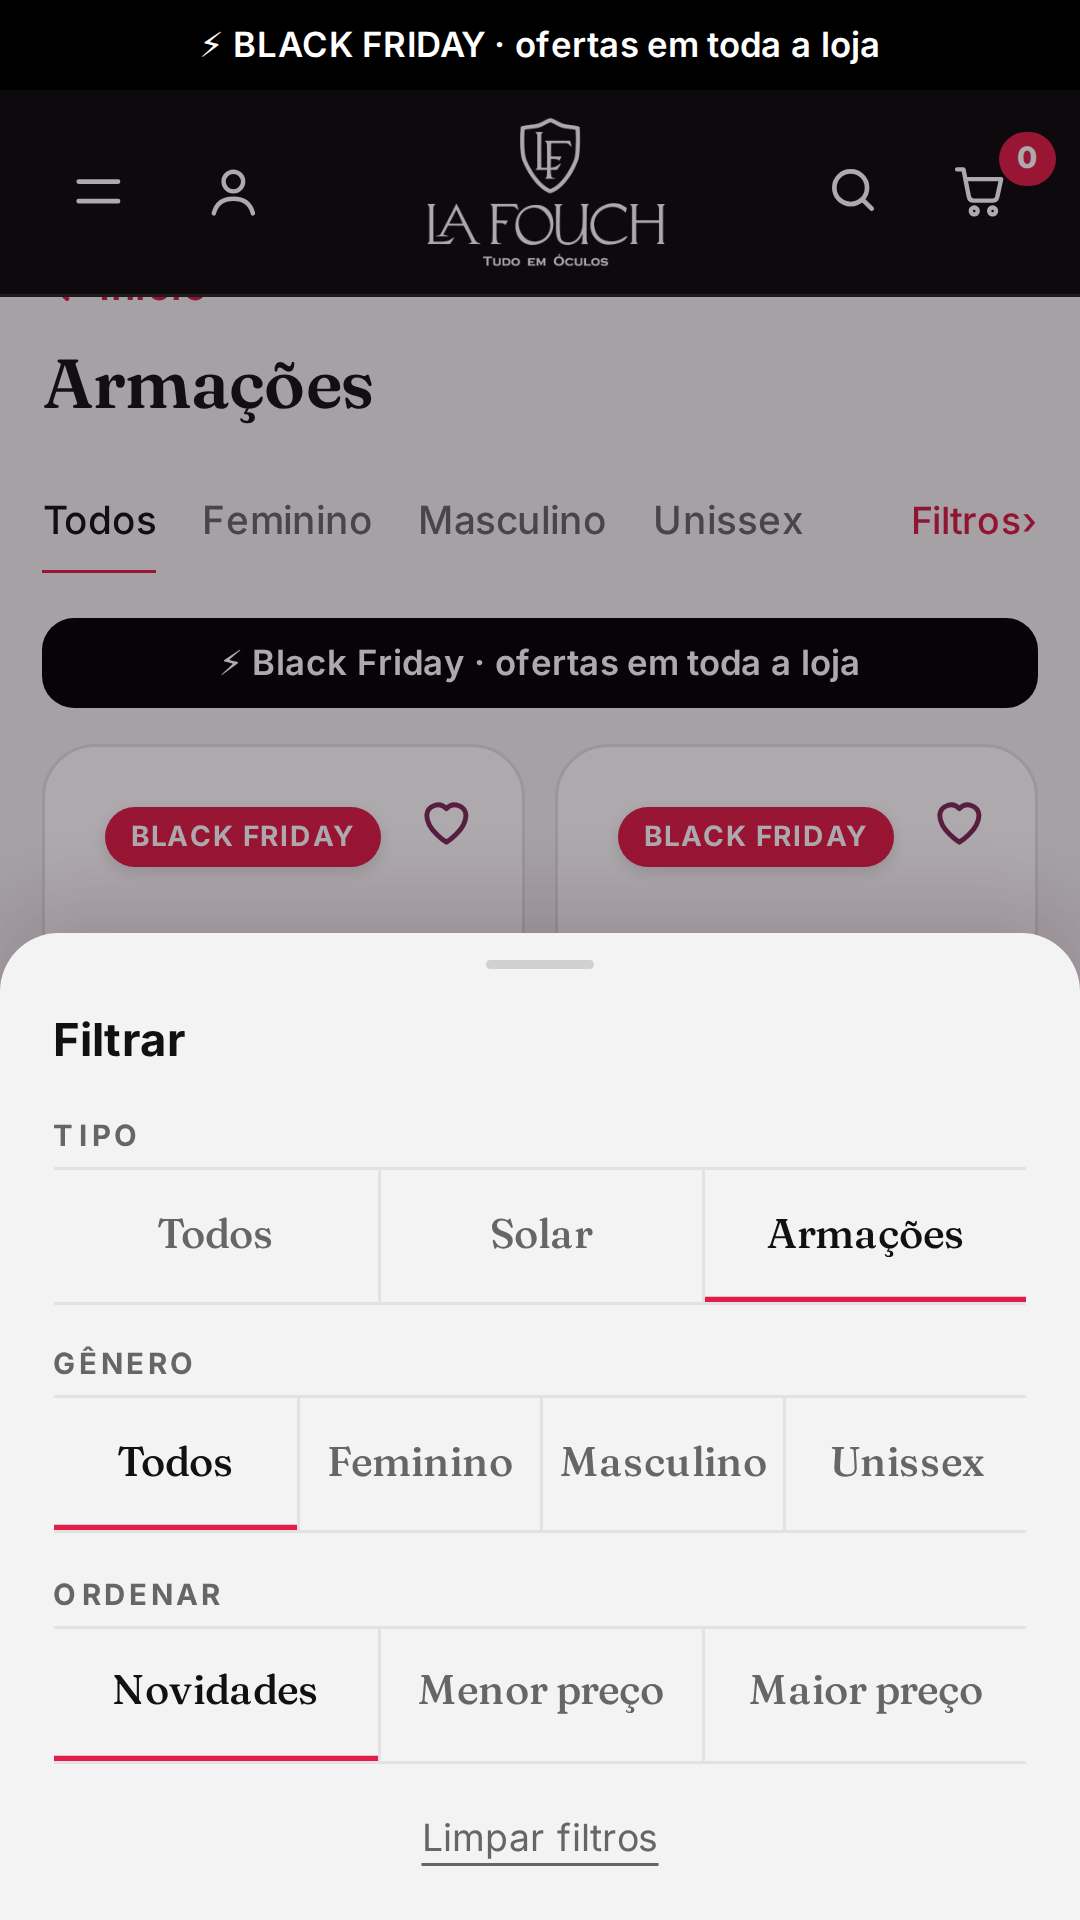 ⚡ BLACK FRIDAY · ofertas em toda a loja
0
LF
LA FOUCH
TUDO EM ÓCULOS
Armações
Todos Feminino Masculino Unissex Filtros›
⚡ Black Friday · ofertas em toda a loja
BLACK FRIDAY BLACK FRIDAY
Filtrar
TIPO
Todos Solar Armações
GÊNERO
Todos Feminino Masculino Unissex
ORDENAR
Novidades Menor preço Maior preço
Limpar filtros